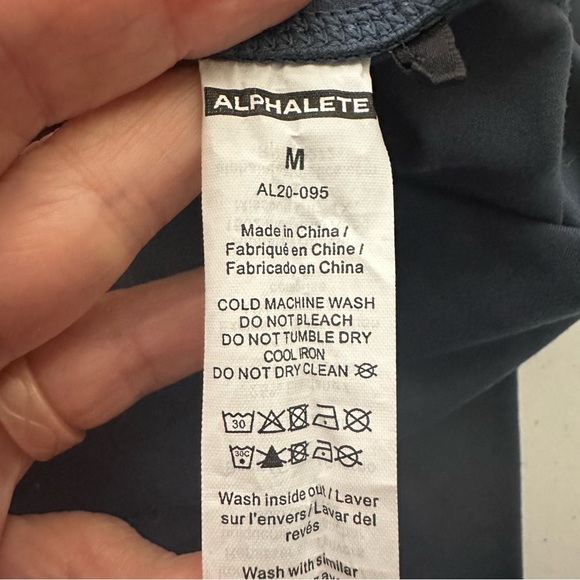 ALPHALETE
M
AL20-095
Made in China /
Fabriqué en Chine /
Fabricado en China
COLD MACHINE WASH
DO NOT BLEACH
DO NOT TUMBLE DRY
COOL IRON
DO NOT DRY CLEAN
30
30C
Wash inside out / Laver
sur l'envers / Lavar del
revés
Wash with similar